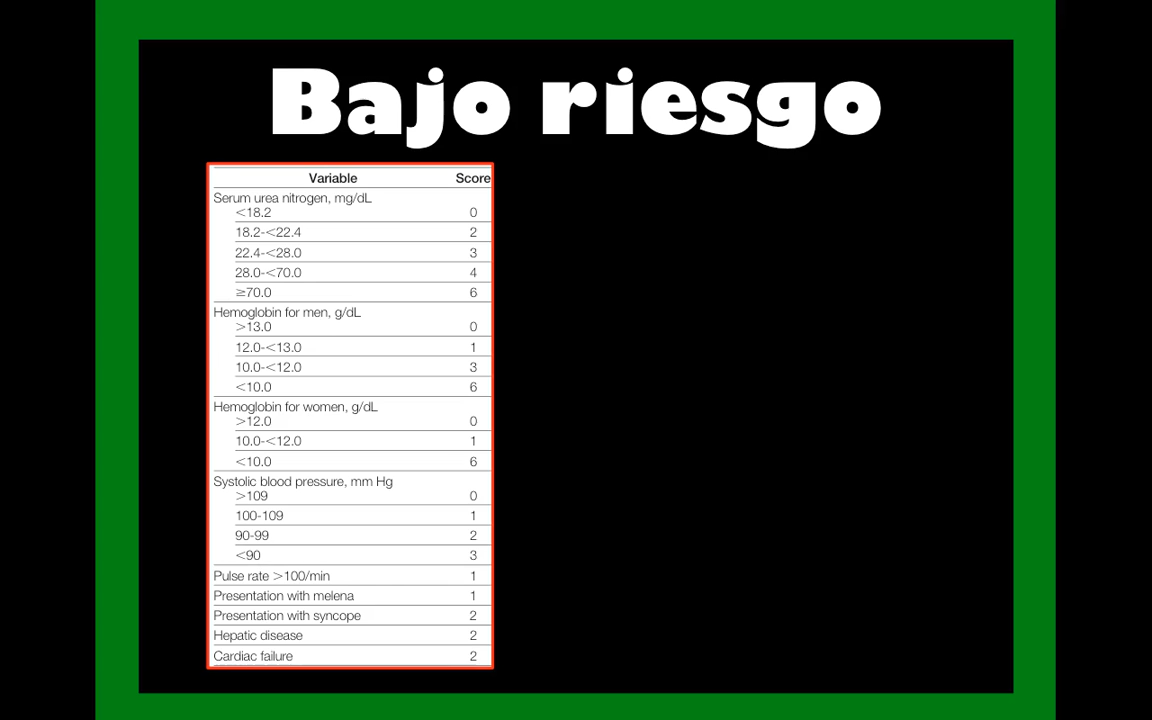 Bajo riesgo
Variable Score
Serum urea nitrogen, mg/dL
<18.2 0
18.2-<22.4 2
22.4-<28.0 3
28.0-<70.0 4
≥70.0 6
Hemoglobin for men, g/dL
>13.0 0
12.0-<13.0 1
10.0-<12.0 3
<10.0 6
Hemoglobin for women, g/dL
>12.0 0
10.0-<12.0 1
<10.0 6
Systolic blood pressure, mm Hg
>109 0
100-109 1
90-99 2
<90 3
Pulse rate >100/min 1
Presentation with melena 1
Presentation with syncope 2
Hepatic disease 2
Cardiac failure 2